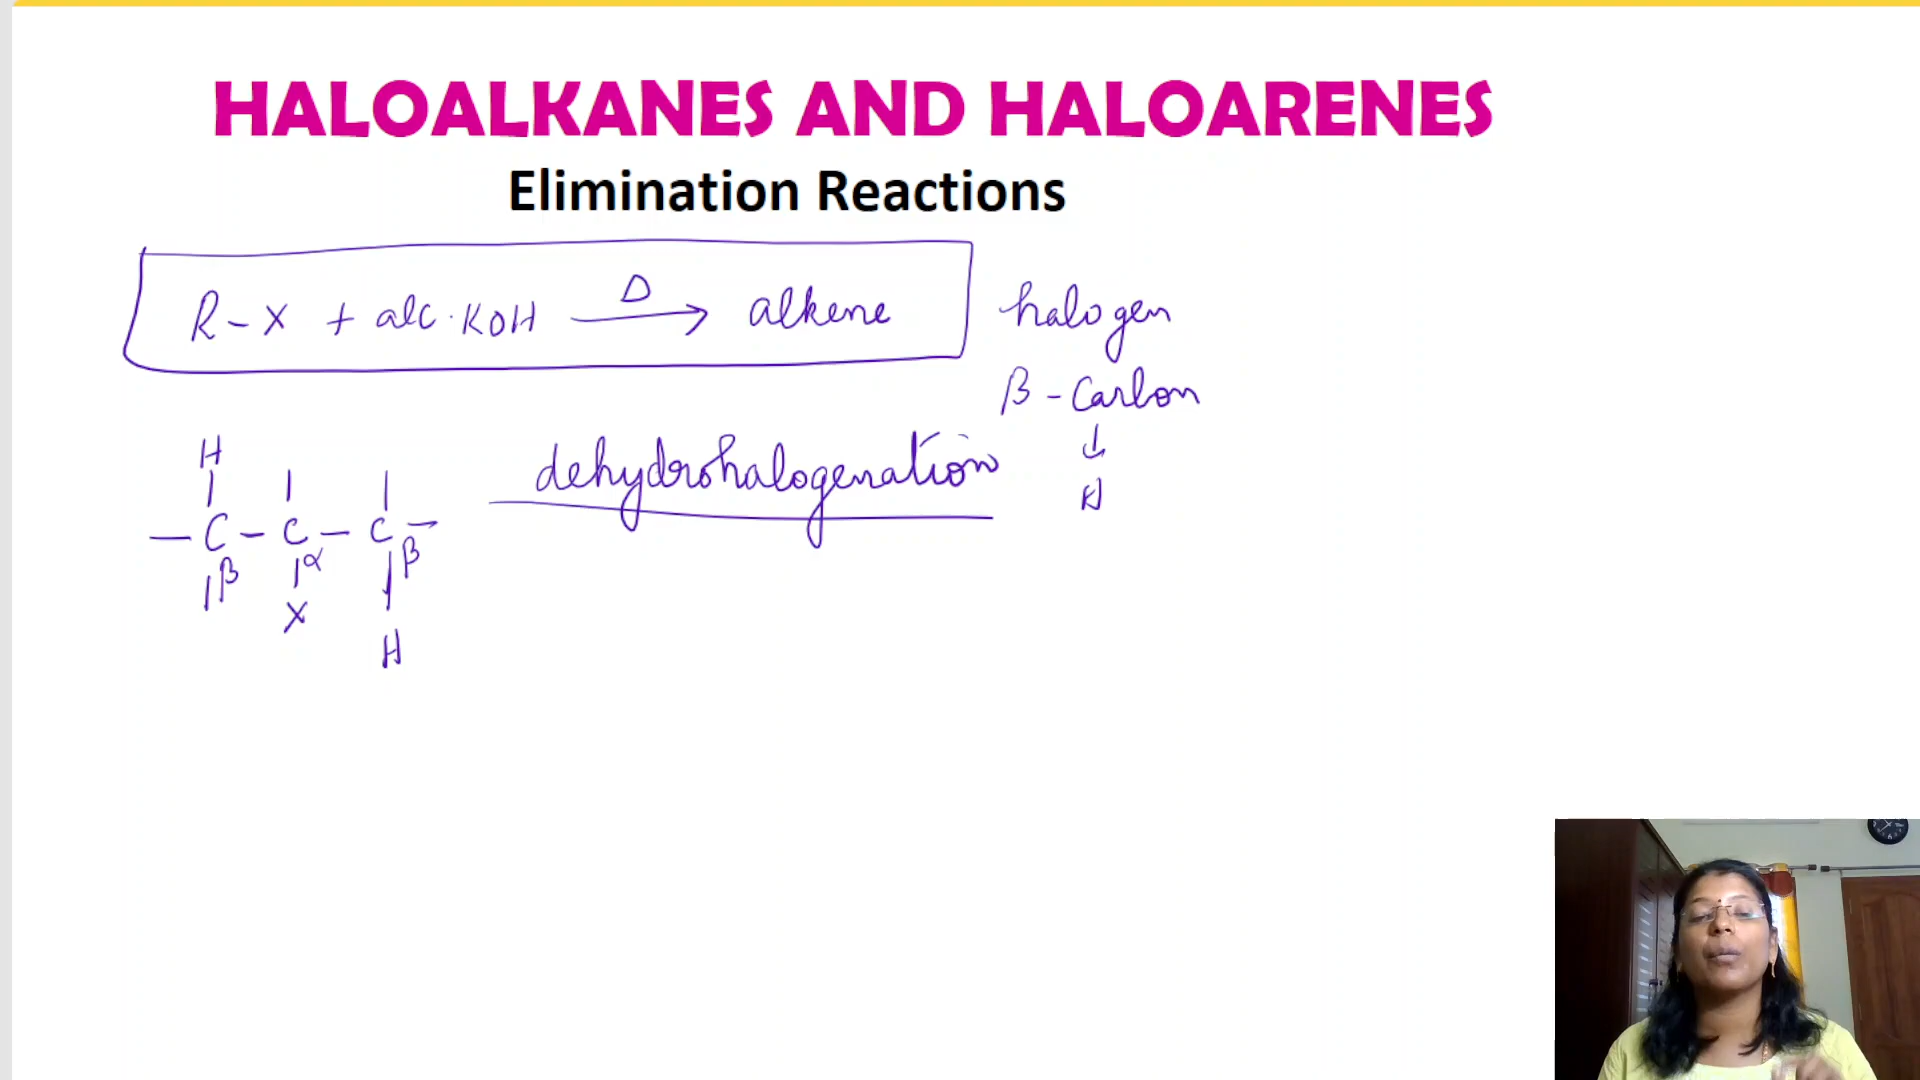 HALOALKANES AND HALOARENES
Elimination Reactions
R-X + alc. KOH → alkene
Δ
halogen
β - Carbon
↓
H
dehydrohalogenation
H
- C - C - C -
β α β
X
H